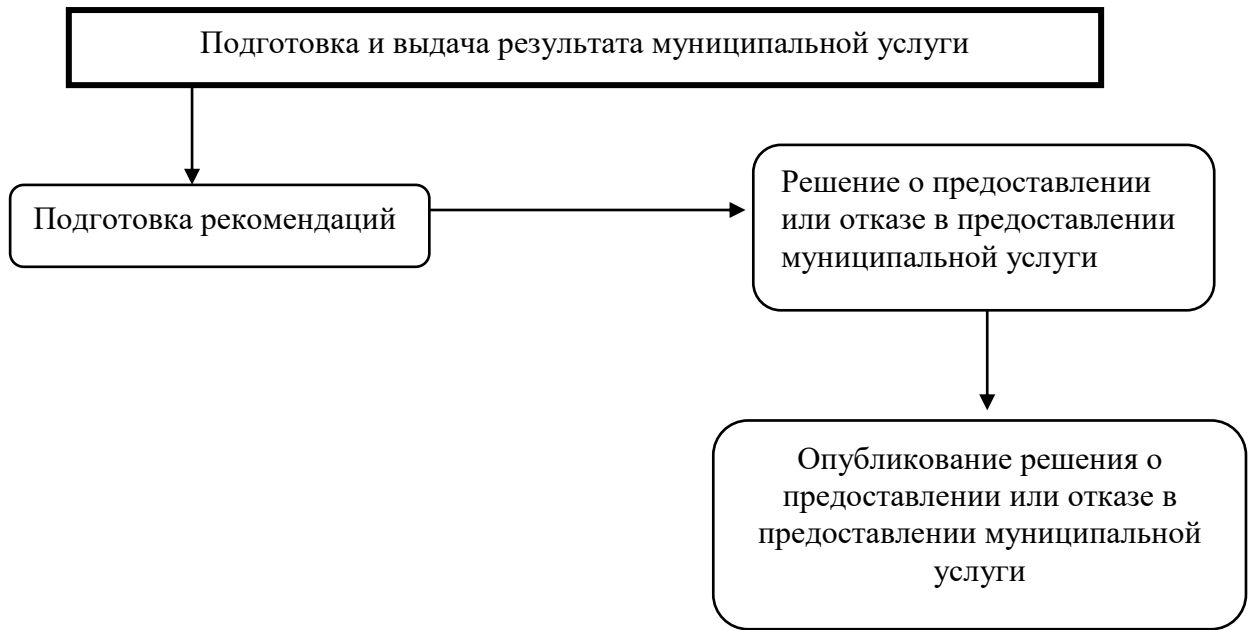 Подготовка и выдача результата муниципальной услуги
Подготовка рекомендаций
Решение о предоставлении
или отказе в предоставлении
муниципальной услуги
Опубликование решения о
предоставлении или отказе в
предоставлении муниципальной
услуги